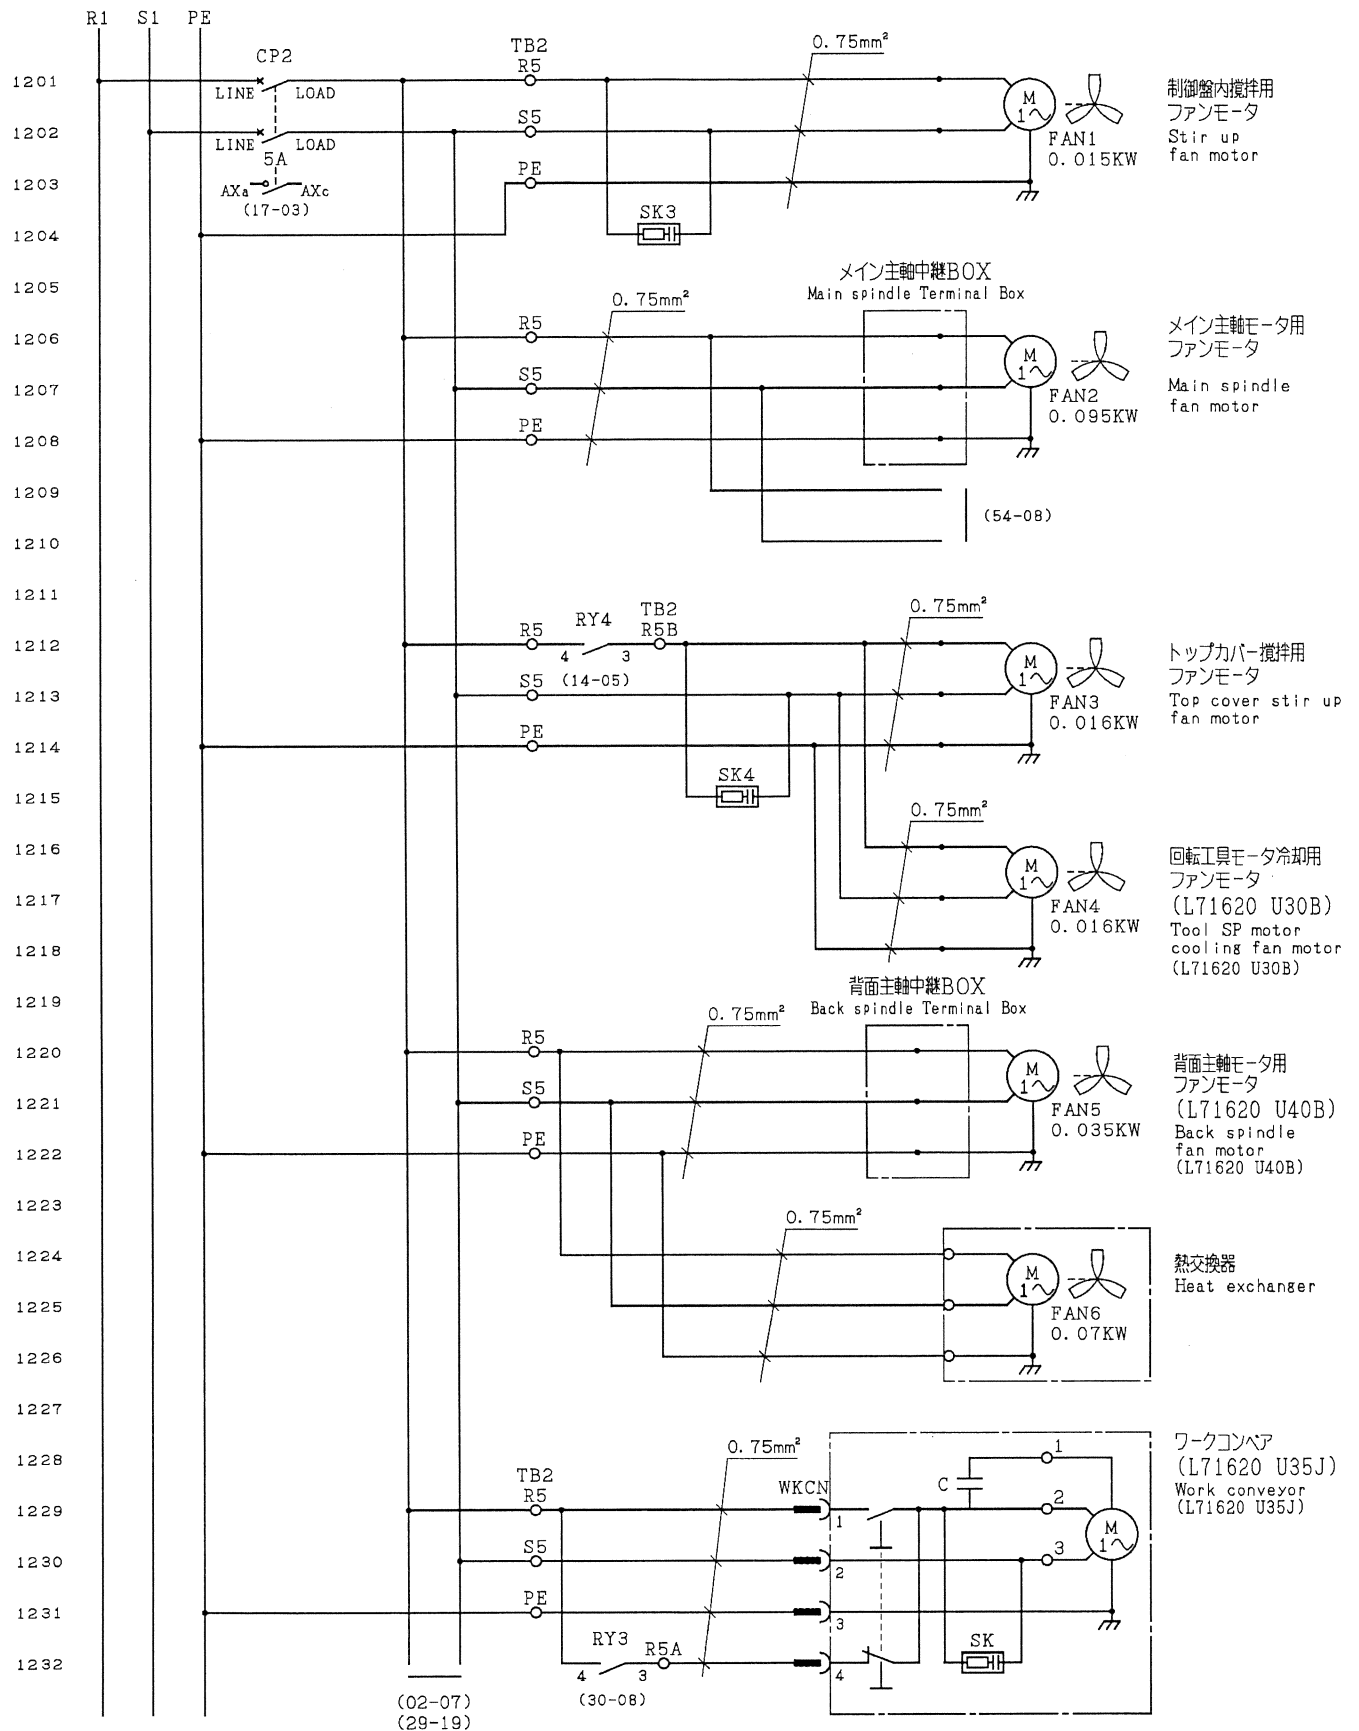 R1 S1 PE
CP2
TB2
0.75mm²
1201
LINE LOAD
R5
M
1
制御盤内撹拌用
ファンモータ
Stir up
fan motor
FAN1
0.015KW
1202
LINE LOAD
5A
S5
1203
AXa AXc
(17-03)
PE
1204
SK3
1205
メイン主軸中継BOX
Main spindle Terminal Box
0.75mm²
1206
R5
M
1
メイン主軸モータ用
ファンモータ
Main spindle
fan motor
FAN2
0.095KW
1207
S5
1208
PE
1209
(54-08)
1210
1211
0.75mm²
1212
R5
RY4
4 3
(14-05)
TB2
R5B
M
1
トップカバー撹拌用
ファンモータ
Top cover stir up
fan motor
FAN3
0.016KW
1213
S5
1214
PE
1215
SK4
0.75mm²
1216
M
1
回転工具モータ冷却用
ファンモータ
(L71620 U30B)
Tool SP motor
cooling fan motor
(L71620 U30B)
1217
FAN4
0.016KW
1218
1219
背面主軸中継BOX
Back spindle Terminal Box
0.75mm²
1220
R5
M
1
背面主軸モータ用
ファンモータ
(L71620 U40B)
Back spindle
fan motor
(L71620 U40B)
1221
S5
FAN5
0.035KW
1222
PE
1223
0.75mm²
1224
M
1
熱交換器
Heat exchanger
1225
FAN6
0.07KW
1226
1227
1228
0.75mm²
ワークコンベア
(L71620 U35J)
Work conveyor
(L71620 U35J)
1229
TB2
R5
WKCN
1
C
1
2
M
1
1230
S5
2
3
1231
PE
3
1232
RY3
4 3
(30-08)
R5A
4
SK
(02-07)
(29-19)